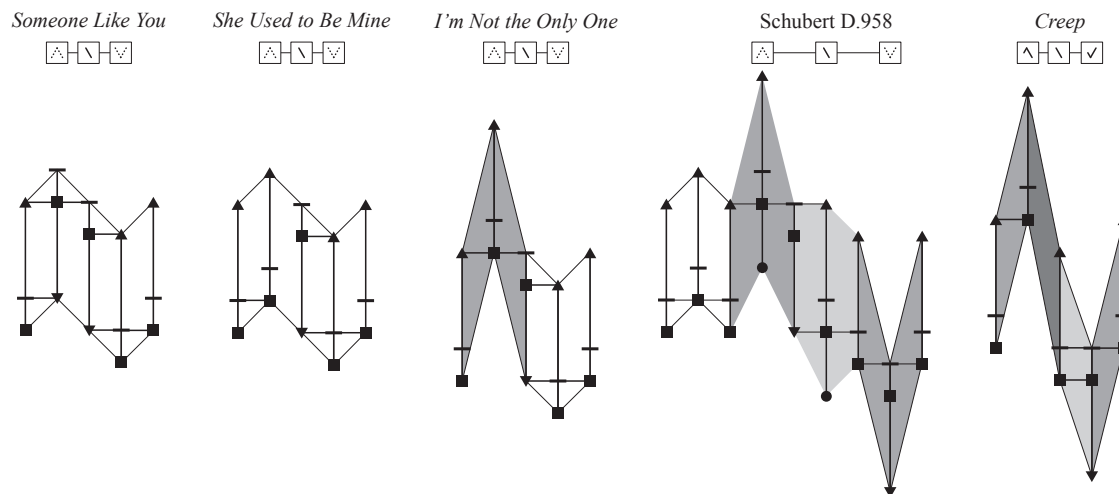 Someone Like You
She Used to Be Mine
I'm Not the Only One
Schubert D.958
Creep